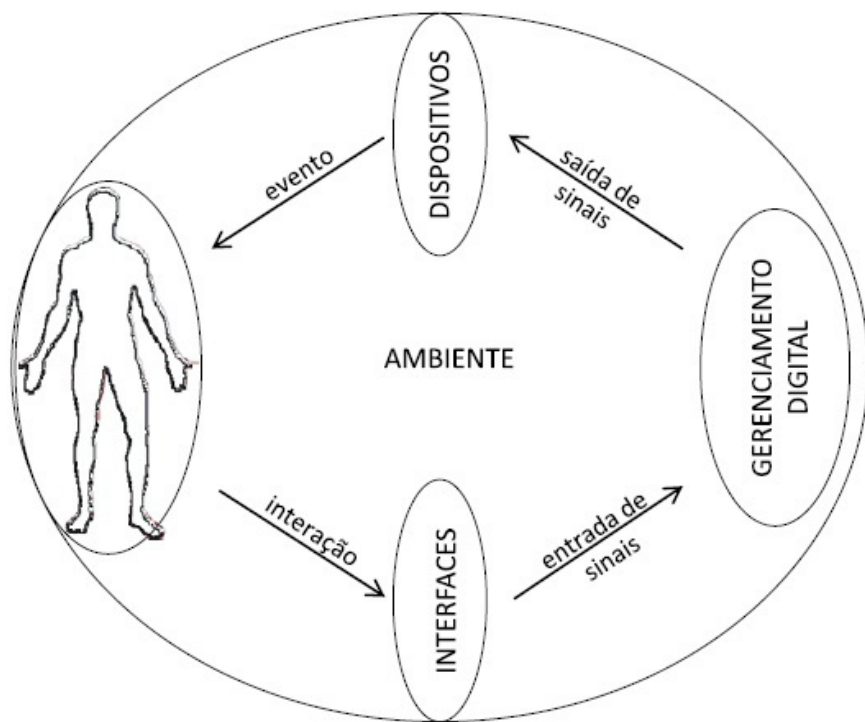 DISPOSITIVOS
evento
saída de
sinais
AMBIENTE
GERENCIAMENTO
DIGITAL
interação
INTERFACES
entrada de
sinais